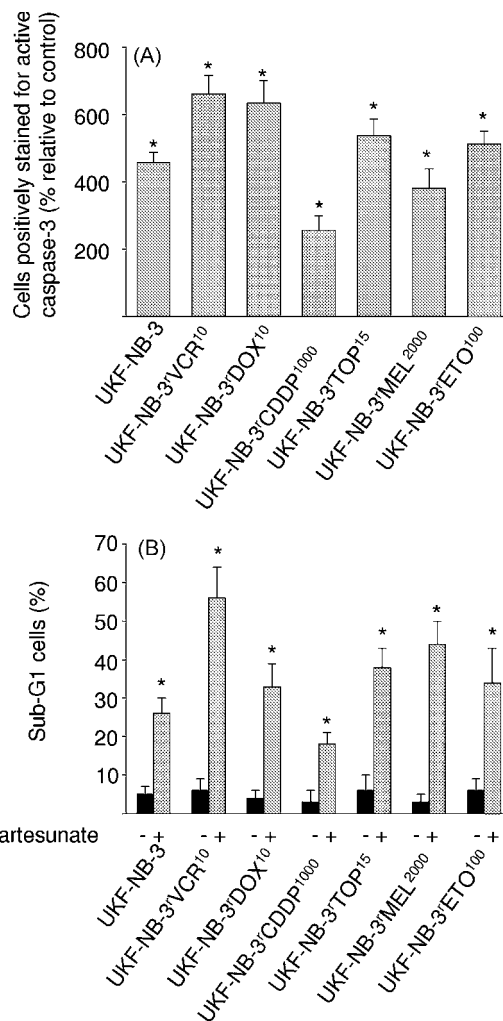 Cells positively stained for active
caspase-3 (% relative to control)
(A)
800
600
400
200
*
*
*
*
*
*
*
UKF-NB-3
UKF-NB-3ʳVCR¹⁰
UKF-NB-3ʳDOX¹⁰
UKF-NB-3ʳCDDP¹⁰⁰⁰
UKF-NB-3ʳTOP¹⁵
UKF-NB-3ʳMEL²⁰⁰⁰
UKF-NB-3ʳETO¹⁰⁰
Sub-G1 cells (%)
(B)
70
60
50
40
30
20
10
*
*
*
*
*
*
*
artesunate - + - + - + - + - + - + - +
UKF-NB-3
UKF-NB-3ʳVCR¹⁰
UKF-NB-3ʳDOX¹⁰
UKF-NB-3ʳCDDP¹⁰⁰⁰
UKF-NB-3ʳTOP¹⁵
UKF-NB-3ʳMEL²⁰⁰⁰
UKF-NB-3ʳETO¹⁰⁰